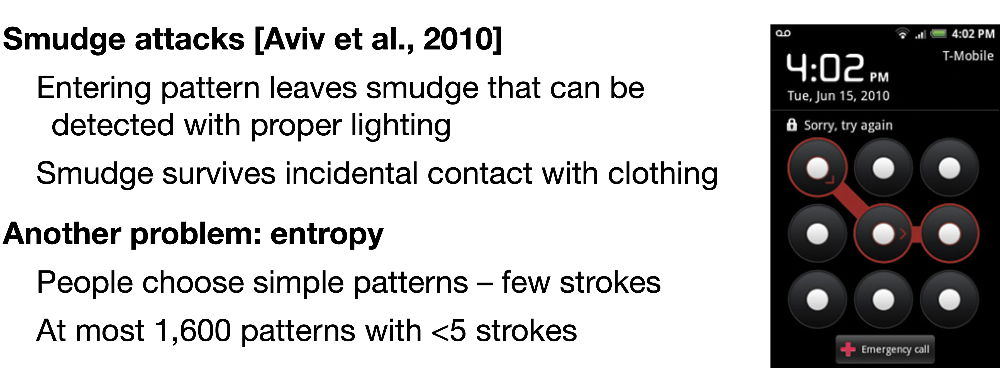 Smudge attacks [Aviv et al., 2010]
Entering pattern leaves smudge that can be
detected with proper lighting
Smudge survives incidental contact with clothing
Another problem: entropy
People choose simple patterns – few strokes
At most 1,600 patterns with <5 strokes
4:02 PM
T-Mobile
4:02 PM
Tue, Jun 15, 2010
Sorry, try again
Emergency call